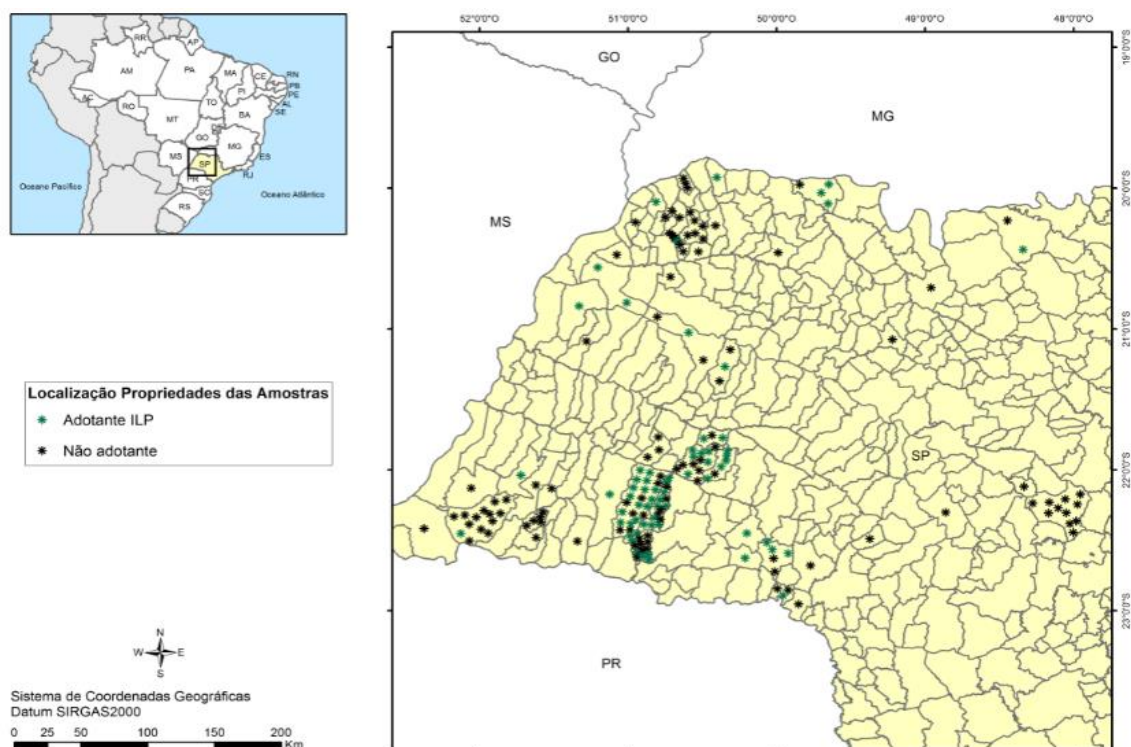 52°0'0"O 51°0'0"O 50°0'0"O 49°0'0"O 48°0'0"O
RR
AP
AM
PA
MA
CE
RN
PB
PE
AL
SE
PI
AC
RO
TO
MT
BA
GO
MG
MS
ES
SP
RJ
PR
SC
RS
Oceano Pacífico
Oceano Atlântico
GO
MG
MS
SP
PR
19°0'0"S
20°0'0"S
21°0'0"S
22°0'0"S
23°0'0"S
Localização Propriedades das Amostras
Adotante ILP
Não adotante
N
W E
S
Sistema de Coordenadas Geográficas
Datum SIRGAS2000
0 50 100 150 200
Km